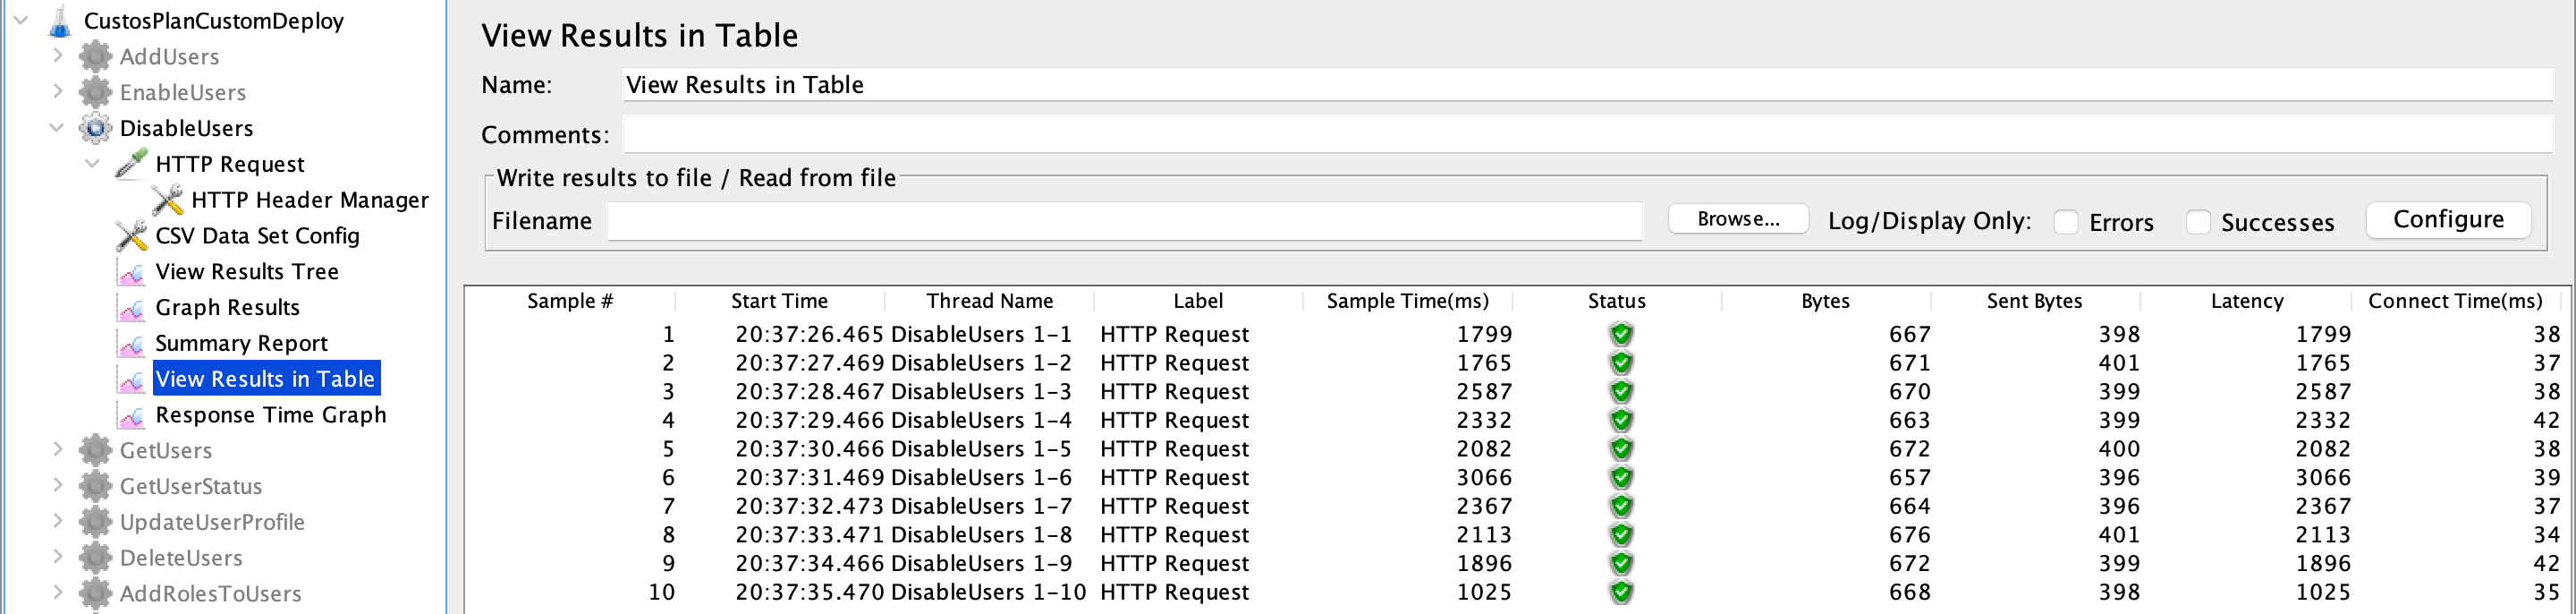 CustosPlanCustomDeploy
AddUsers
EnableUsers
DisableUsers
HTTP Request
HTTP Header Manager
CSV Data Set Config
View Results Tree
Graph Results
Summary Report
View Results in Table
Response Time Graph
GetUsers
GetUserStatus
UpdateUserProfile
DeleteUsers
AddRolesToUsers
View Results in Table
Name: View Results in Table
Comments:
Write results to file / Read from file
Filename Browse... Log/Display Only: Errors Successes Configure
Sample # Start Time Thread Name Label Sample Time(ms) Status Bytes Sent Bytes Latency Connect Time(ms)
1 20:37:26.465 DisableUsers 1-1 HTTP Request 1799 667 398 1799 38
2 20:37:27.469 DisableUsers 1-2 HTTP Request 1765 671 401 1765 37
3 20:37:28.467 DisableUsers 1-3 HTTP Request 2587 670 399 2587 38
4 20:37:29.466 DisableUsers 1-4 HTTP Request 2332 663 399 2332 42
5 20:37:30.466 DisableUsers 1-5 HTTP Request 2082 672 400 2082 38
6 20:37:31.469 DisableUsers 1-6 HTTP Request 3066 657 396 3066 39
7 20:37:32.473 DisableUsers 1-7 HTTP Request 2367 664 396 2367 37
8 20:37:33.471 DisableUsers 1-8 HTTP Request 2113 676 401 2113 34
9 20:37:34.466 DisableUsers 1-9 HTTP Request 1896 672 399 1896 42
10 20:37:35.470 DisableUsers 1-10 HTTP Request 1025 668 398 1025 35